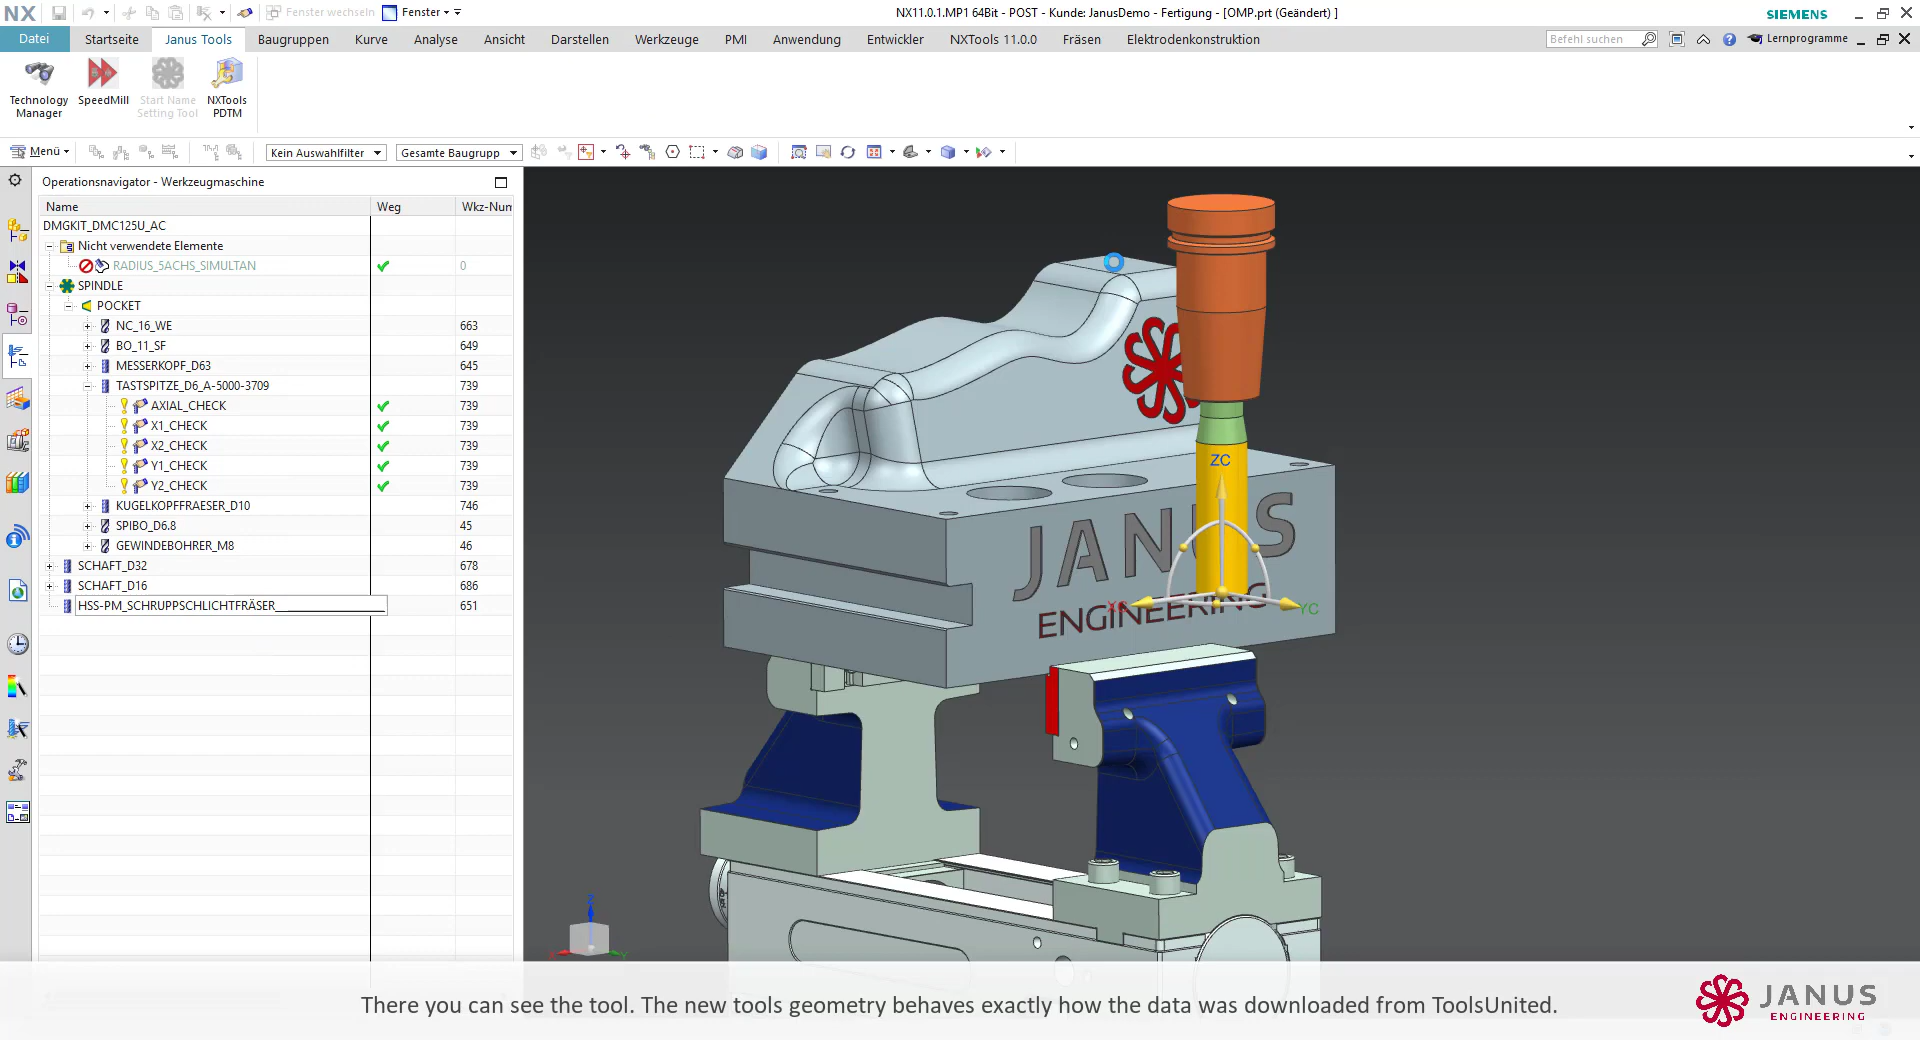 NX
Fenster wechseln
Fenster
NX11.0.1.MP1 64Bit - POST - Kunde: JanusDemo - Fertigung - [OMP.prt (Geändert) ]
SIEMENS
Datei
Startseite
Janus Tools
Baugruppen
Kurve
Analyse
Ansicht
Darstellen
Werkzeuge
PMI
Anwendung
Entwickler
NXTools 11.0.0
Fräsen
Elektrodenkonstruktion
Befehl suchen
Lernprogramme
Technology Manager
SpeedMill
Start Name Setting Tool
NXTools PDTM
Menü
Kein Auswahlfilter
Gesamte Baugrupp
Operationsnavigator - Werkzeugmaschine
Name Weg Wkz-Num
DMGKIT_DMC125U_AC
Nicht verwendete Elemente
RADIUS_5ACHS_SIMULTAN 0
SPINDLE
POCKET
NC_16_WE 663
BO_11_SF 649
MESSERKOPF_D63 645
TASTSPITZE_D6_A-5000-3709 739
AXIAL_CHECK 739
X1_CHECK 739
X2_CHECK 739
Y1_CHECK 739
Y2_CHECK 739
KUGELKOPFFRAESER_D10 746
SPIBO_D6.8 45
GEWINDEBOHRER_M8 46
SCHAFT_D32 678
SCHAFT_D16 686
HSS-PM_SCHRUPPSCHLICHTFRÄSER________________ 651
ZC
JANUS
ENGINEERING
XC
YC
Z
There you can see the tool. The new tools geometry behaves exactly how the data was downloaded from ToolsUnited.
JANUS
ENGINEERING